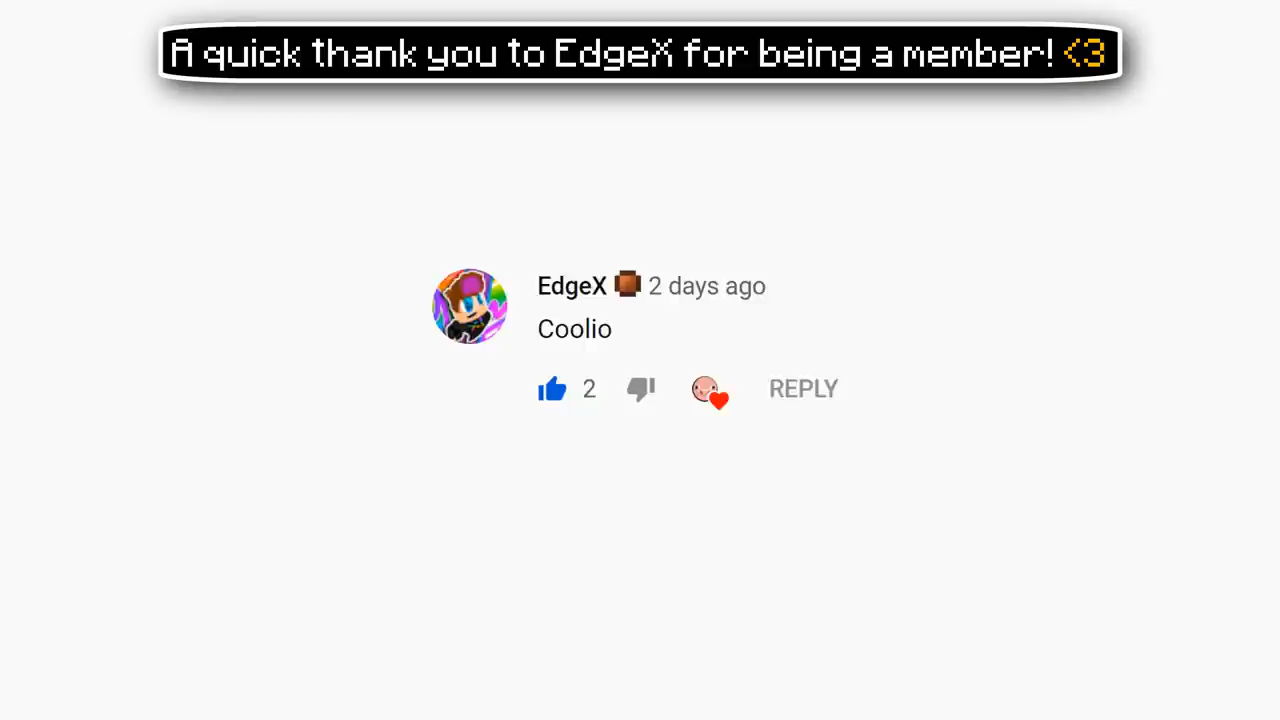 A quick thank you to EdgeX for being a member! <3
EdgeX 2 days ago
Coolio
2 REPLY